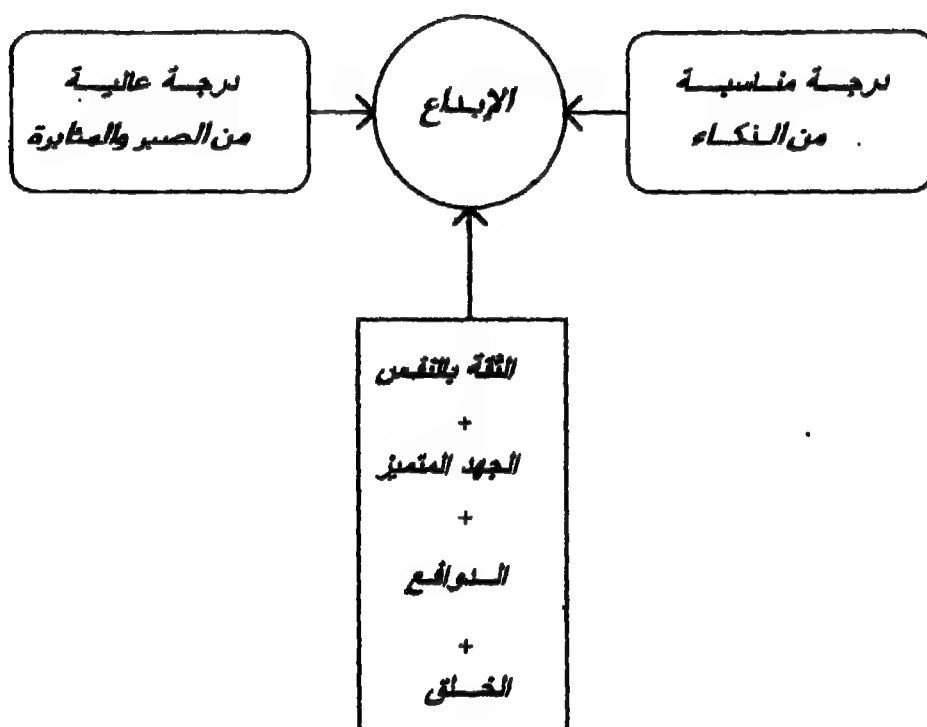 درجة مناسبة
من الذكاء
الإبداع
درجة عالية
من الصبر والمثابرة
الثقة بالنفس
+
الجهد المتميز
+
الدوافع
+
الخلق